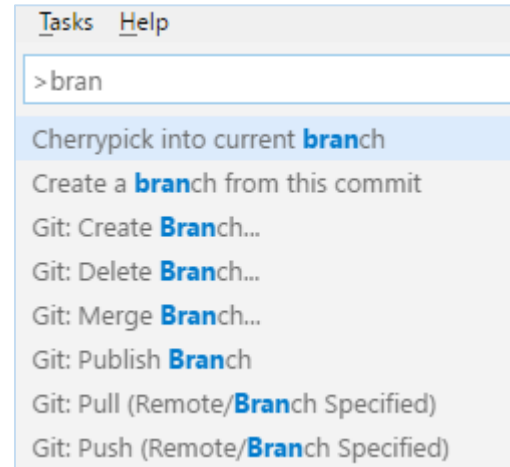 Tasks Help
>bran
Cherrypick into current branch
Create a branch from this commit
Git: Create Branch...
Git: Delete Branch...
Git: Merge Branch...
Git: Publish Branch
Git: Pull (Remote/Branch Specified)
Git: Push (Remote/Branch Specified)